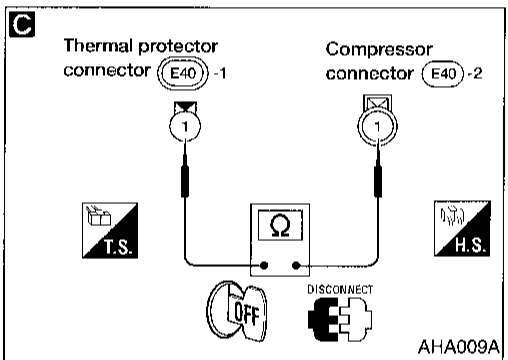 C
Thermal protector
connector E40 -1
Compressor
connector E40 -2
1
1
T.S.
Ω
H.S.
OFF
DISCONNECT
AHA009A